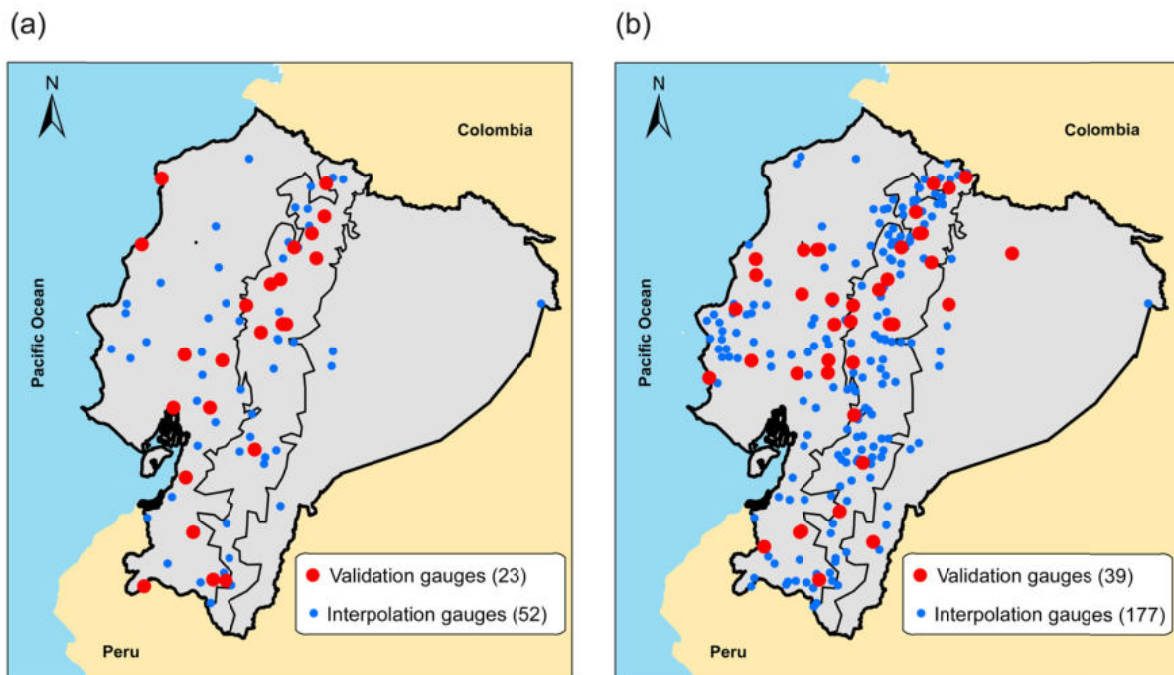 (a)
N
Colombia
Pacific Ocean
Validation gauges (23)
Interpolation gauges (52)
Peru
(b)
N
Colombia
Pacific Ocean
Validation gauges (39)
Interpolation gauges (177)
Peru